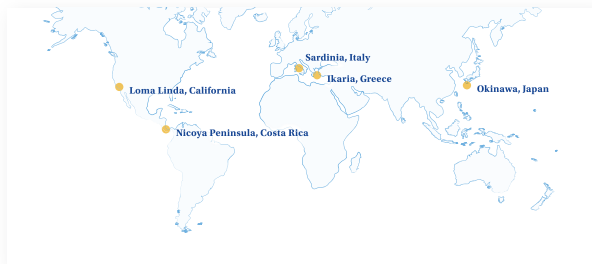 Sardinia, Italy
Ikaria, Greece
Loma Linda, California
Okinawa, Japan
Nicoya Peninsula, Costa Rica